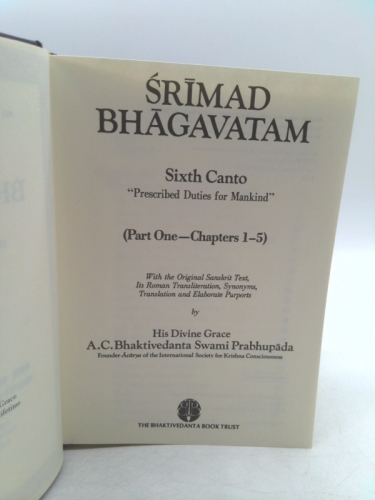 ŚRĪMAD
BHĀGAVATAM
Sixth Canto
"Prescribed Duties for Mankind"
(Part One—Chapters 1-5)
With the Original Sanskrit Text,
Its Roman Transliteration, Synonyms,
Translation and Elaborate Purports
by
His Divine Grace
A.C.Bhaktivedanta Swami Prabhupāda
Founder-Ācārya of the International Society for Krishna Consciousness
THE BHAKTIVEDANTA BOOK TRUST